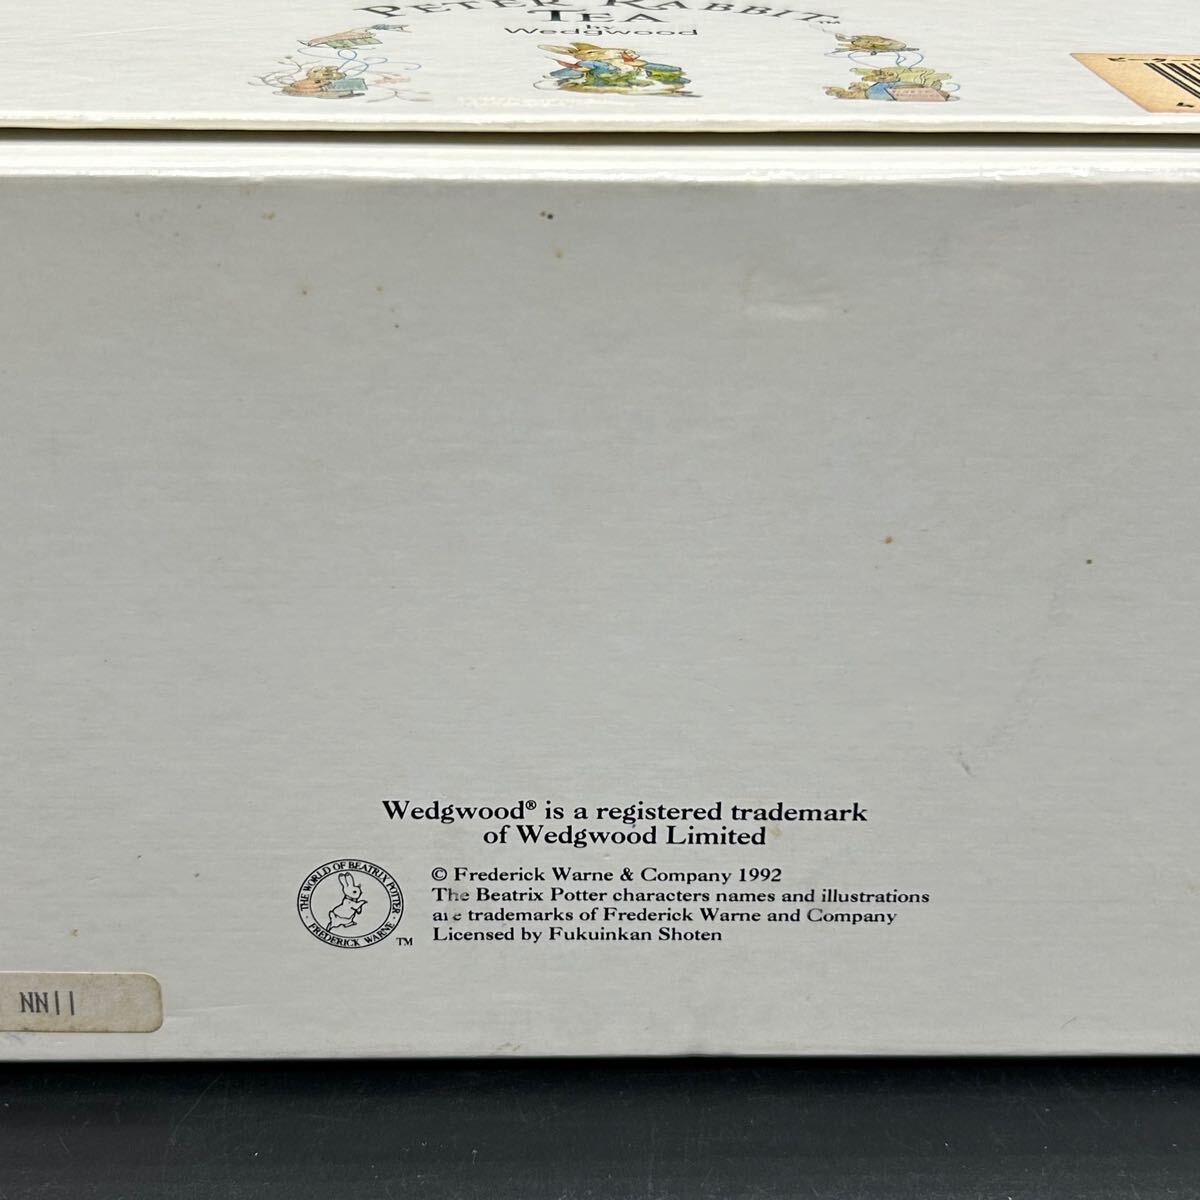 PETER RABBIT™
TEA
by
Wedgwood
Wedgwood® is a registered trademark
of Wedgwood Limited
THE WORLD OF BEATRIX POTTER
FREDERICK WARNE
™
© Frederick Warne & Company 1992
The Beatrix Potter characters names and illustrations
are trademarks of Frederick Warne and Company
Licensed by Fukuinkan Shoten
NN11